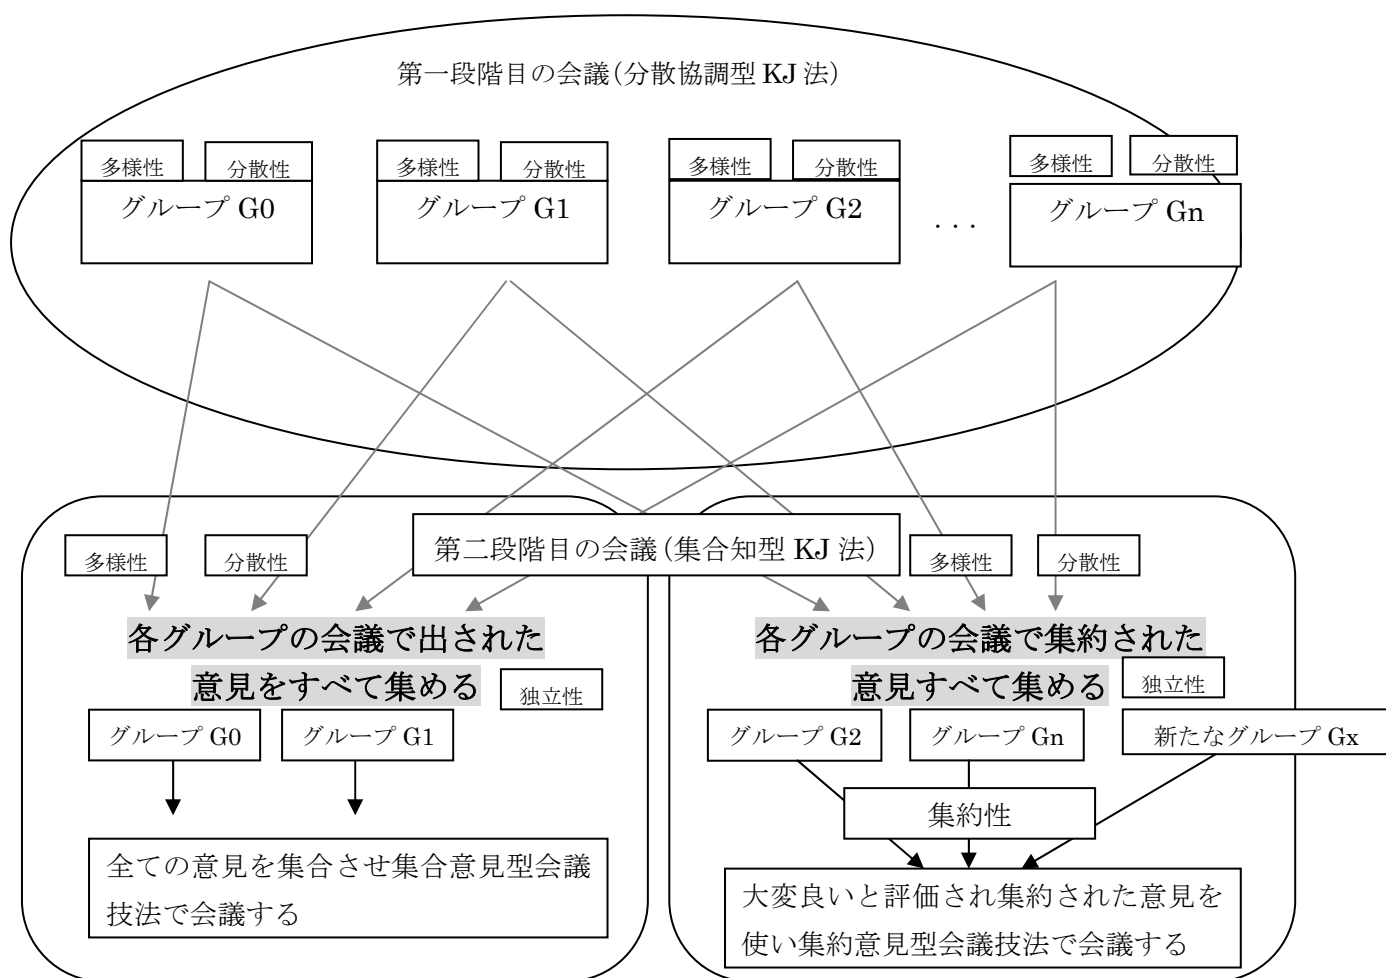 第一段階目の会議(分散協調型 KJ 法)
多様性
分散性
グループ G0
多様性
分散性
グループ G1
多様性
分散性
グループ G2
. . .
多様性
分散性
グループ Gn
第二段階目の会議(集合知型 KJ 法)
多様性
分散性
各グループの会議で出された
意見をすべて集める
独立性
グループ G0
グループ G1
全ての意見を集合させ集合意見型会議
技法で会議する
多様性
分散性
各グループの会議で集約された
意見すべて集める
独立性
グループ G2
グループ Gn
新たなグループ Gx
集約性
大変良いと評価され集約された意見を
使い集約意見型会議技法で会議する